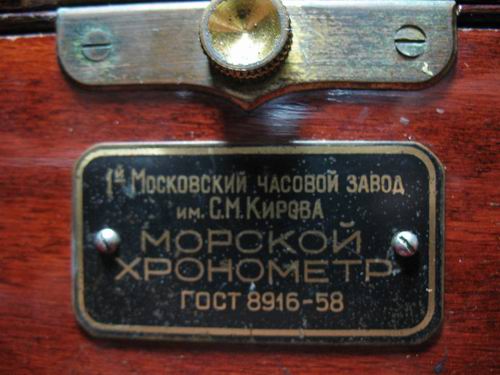 1й Московский часовой завод
им. С.М. Кирова
МОРСКОЙ
ХРОНОМЕТР
ГОСТ 8916-58